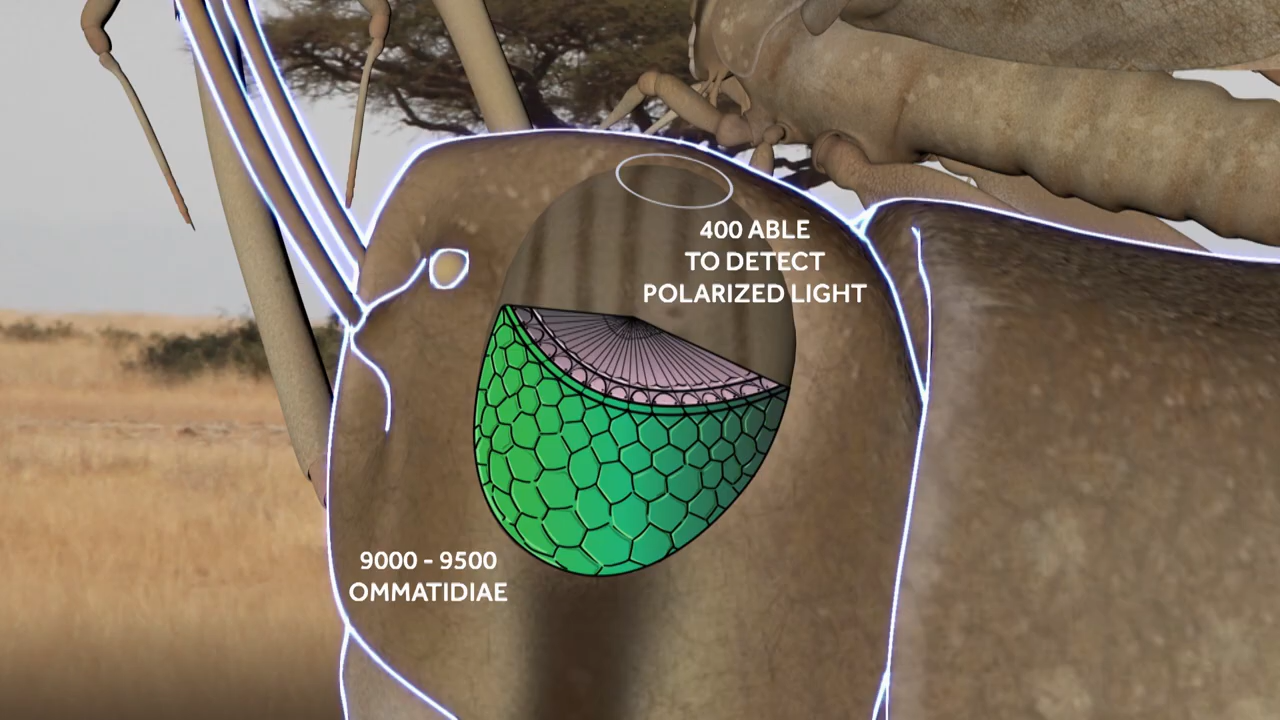 400 ABLE
TO DETECT
POLARIZED LIGHT
9000 - 9500
OMMATIDIAE